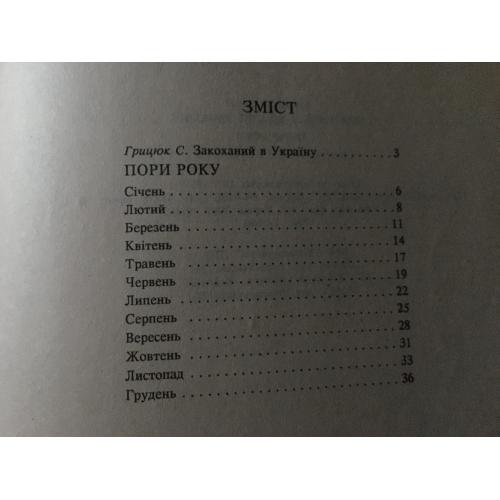 ЗМІСТ
Грицюк С. Закоханий в Україну . . . . . . . . . . 3
ПОРИ РОКУ
Січень . . . . . . . . . . . . . . . . . . . . . . . . . 6
Лютий . . . . . . . . . . . . . . . . . . . . . . . . . 8
Березень . . . . . . . . . . . . . . . . . . . . . . . 11
Квітень . . . . . . . . . . . . . . . . . . . . . . . . 14
Травень . . . . . . . . . . . . . . . . . . . . . . . . 17
Червень . . . . . . . . . . . . . . . . . . . . . . . . 19
Липень . . . . . . . . . . . . . . . . . . . . . . . . 22
Серпень . . . . . . . . . . . . . . . . . . . . . . . . 25
Вересень . . . . . . . . . . . . . . . . . . . . . . . 28
Жовтень . . . . . . . . . . . . . . . . . . . . . . . 31
Листопад . . . . . . . . . . . . . . . . . . . . . . . 33
Грудень . . . . . . . . . . . . . . . . . . . . . . . . 36